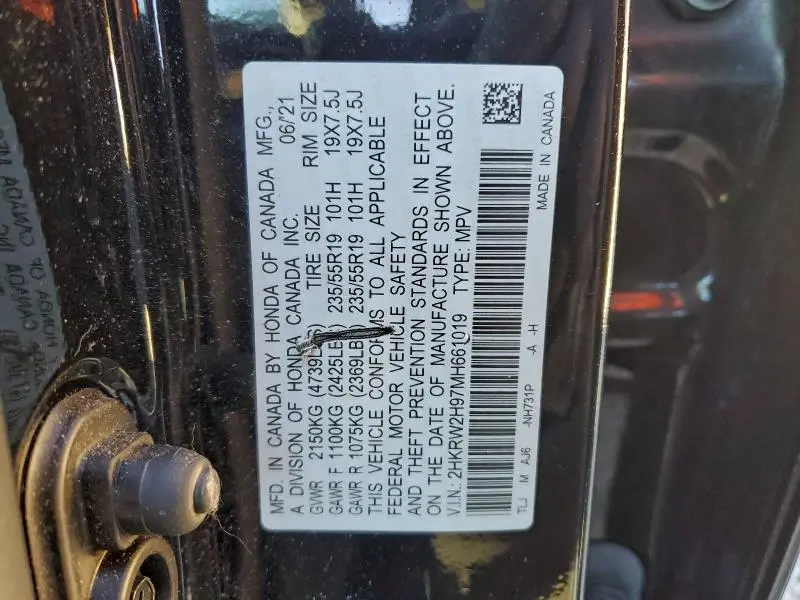 MFD. IN CANADA BY HONDA OF CANADA MFG.,
A DIVISION OF HONDA CANADA INC. 06/21
TIRE SIZE RIM SIZE
GVWR 2150KG (4739LBS)
GAWR F 1100KG (2425LBS) 235/55R19 101H 19X7.5J
GAWR R 1075KG (2369LBS) 235/55R19 101H 19X7.5J
THIS VEHICLE CONFORMS TO ALL APPLICABLE
FEDERAL MOTOR VEHICLE SAFETY
AND THEFT PREVENTION STANDARDS IN EFFECT
ON THE DATE OF MANUFACTURE SHOWN ABOVE.
V.I.N.: 2HKRW2H97MH661019 TYPE: MPV
TLJ M AJ6 -NH731P -A -H
MADE IN CANADA